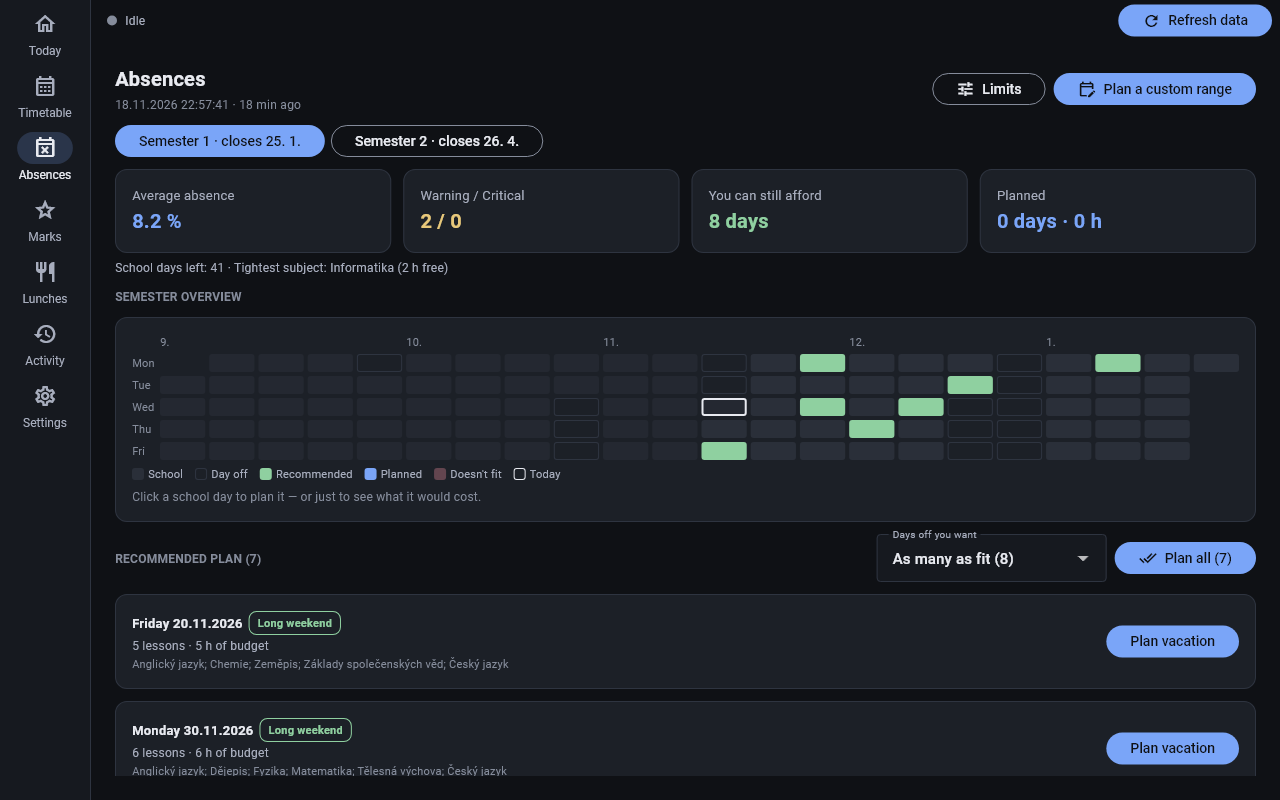 Idle
Refresh data
Today
Timetable
Absences
Marks
Lunches
Activity
Settings
Absences
18.11.2026 22:57:41 · 18 min ago
Limits
Plan a custom range
Semester 1 · closes 25. 1.
Semester 2 · closes 26. 4.
Average absence
8.2 %
Warning / Critical
2 / 0
You can still afford
8 days
Planned
0 days · 0 h
School days left: 41 · Tightest subject: Informatika (2 h free)
SEMESTER OVERVIEW
9. 10. 11. 12. 1.
Mon
Tue
Wed
Thu
Fri
School Day off Recommended Planned Doesn't fit Today
Click a school day to plan it — or just to see what it would cost.
RECOMMENDED PLAN (7)
Days off you want
As many as fit (8)
Plan all (7)
Friday 20.11.2026 Long weekend
5 lessons · 5 h of budget
Anglický jazyk; Chemie; Zeměpis; Základy společenských věd; Český jazyk
Plan vacation
Monday 30.11.2026 Long weekend
6 lessons · 6 h of budget
Anglický jazyk; Dějepis; Fyzika; Matematika; Tělesná výchova; Český jazyk
Plan vacation